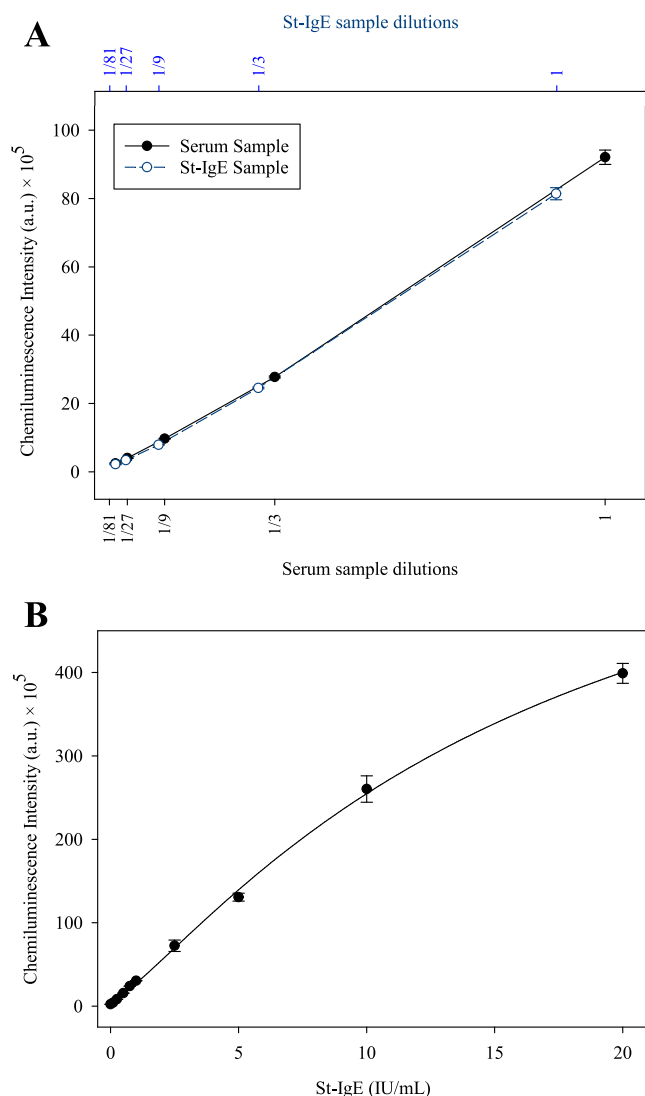 A
St-IgE sample dilutions
1/81
1/27
1/9
1/3
1
Chemiluminescence Intensity (a.u.) × 10⁵
100
80
60
40
20
0
Serum Sample
St-IgE Sample
1/81
1/27
1/9
1/3
1
Serum sample dilutions
B
Chemiluminescence Intensity (a.u.) × 10⁵
400
300
200
100
0
0
5
10
15
20
St-IgE (IU/mL)